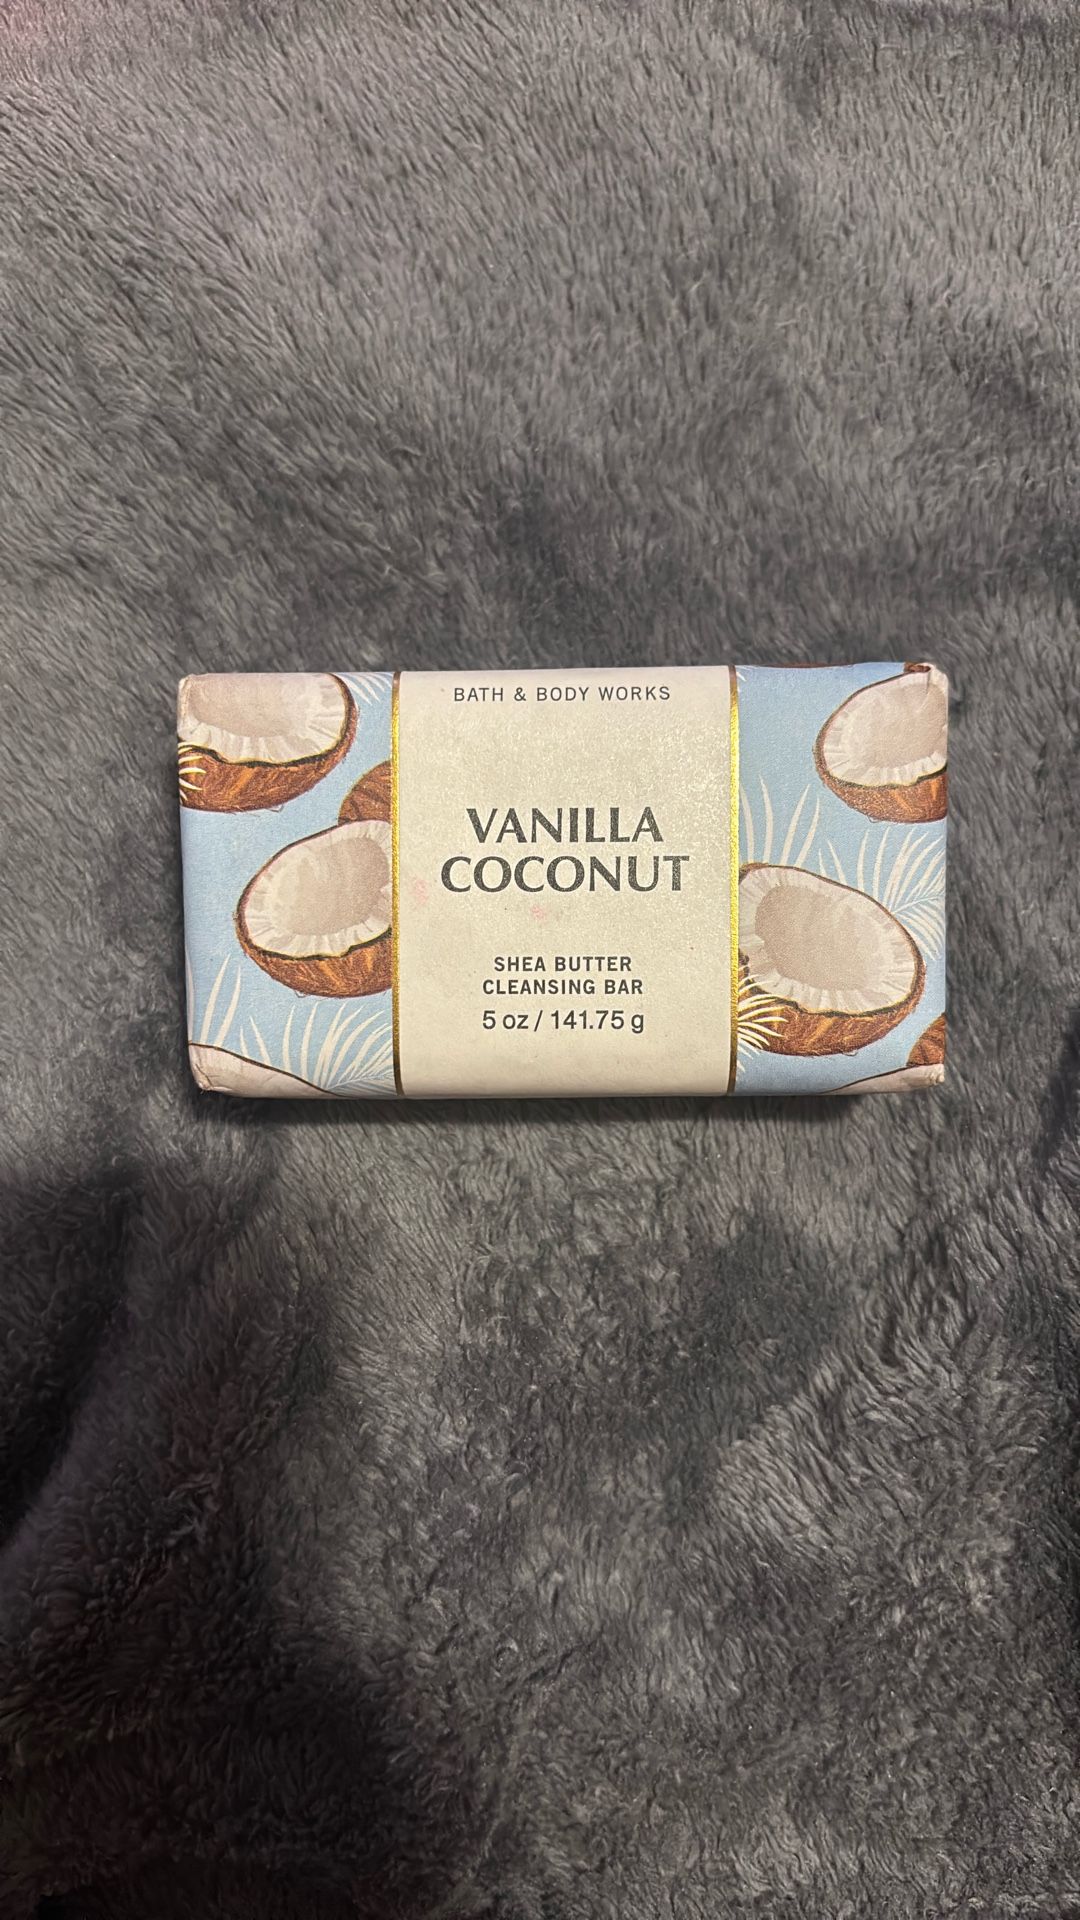 BATH & BODY WORKS
VANILLA
COCONUT
SHEA BUTTER
CLEANSING BAR
5 oz / 141.75 g